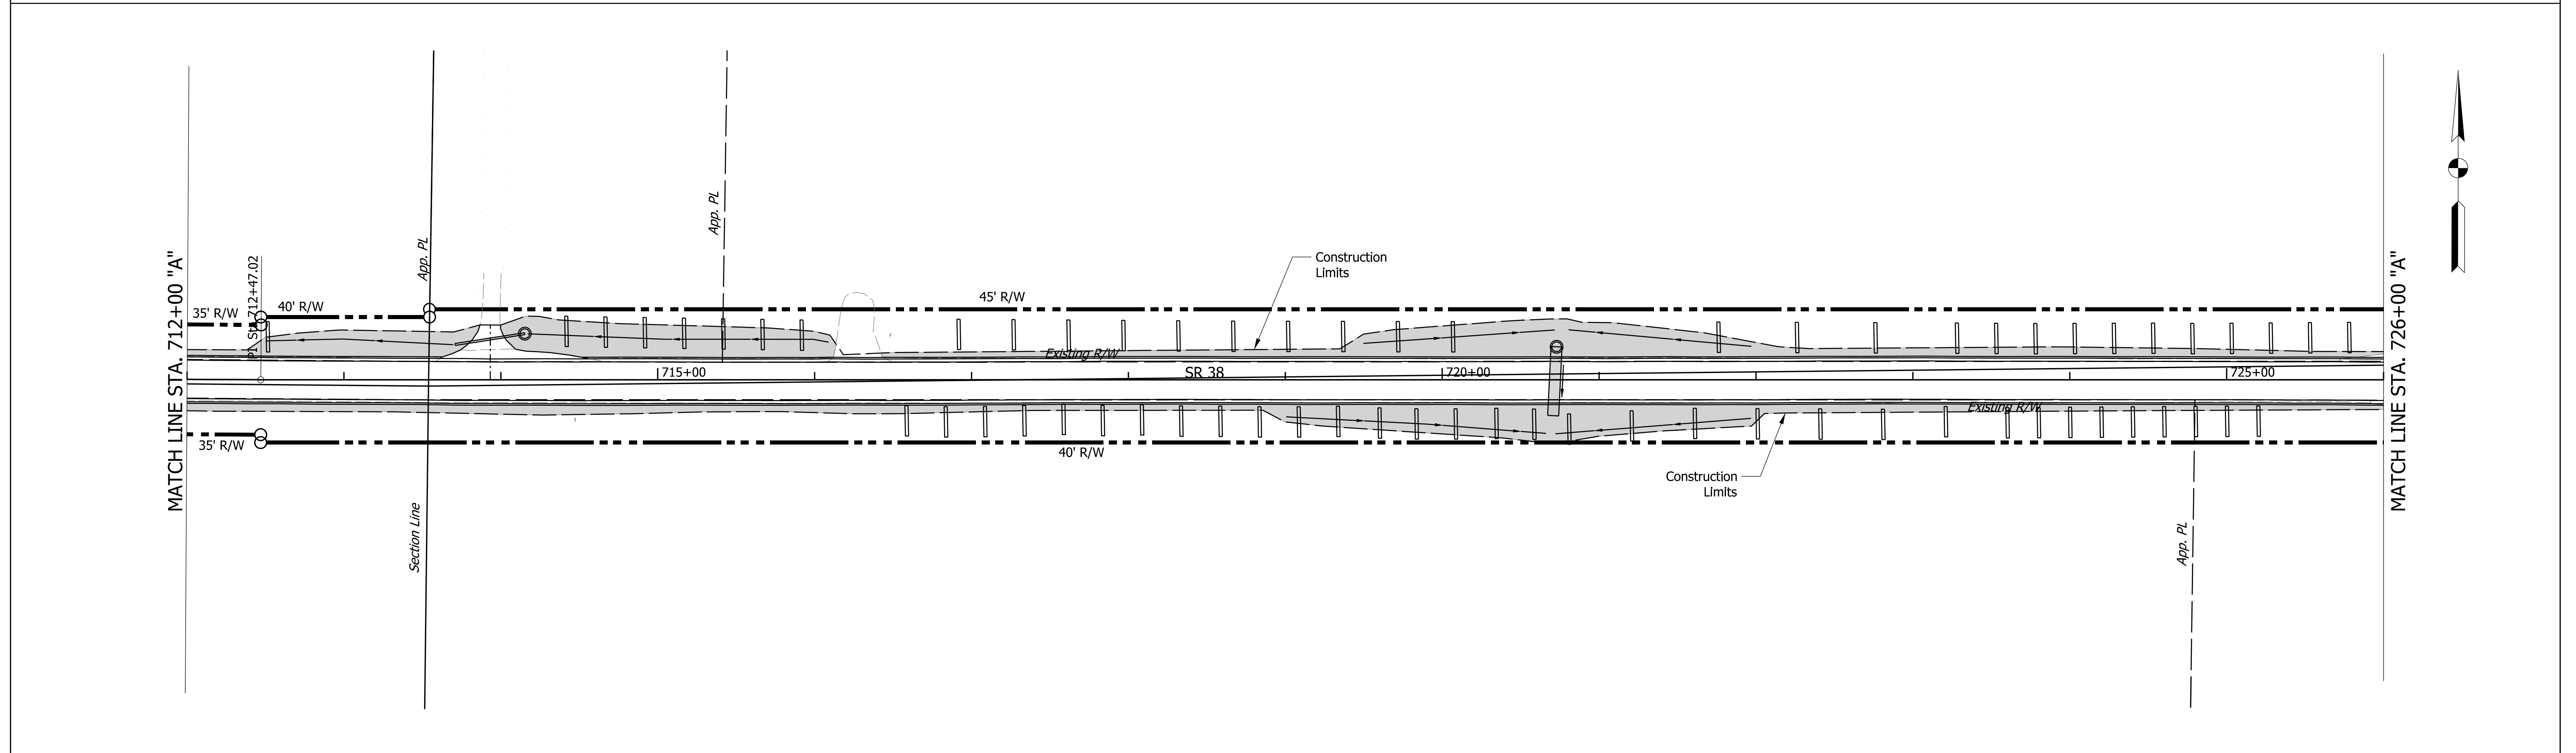 MATCH LINE STA. 712+00 "A"
35' R/W
PI Sta 712+47.02
40' R/W
App. PL
App. PL
45' R/W
Construction
Limits
Existing R/W
715+00
SR 38
720+00
725+00
Existing R/W
35' R/W
40' R/W
Construction
Limits
Section Line
App. PL
MATCH LINE STA. 726+00 "A"